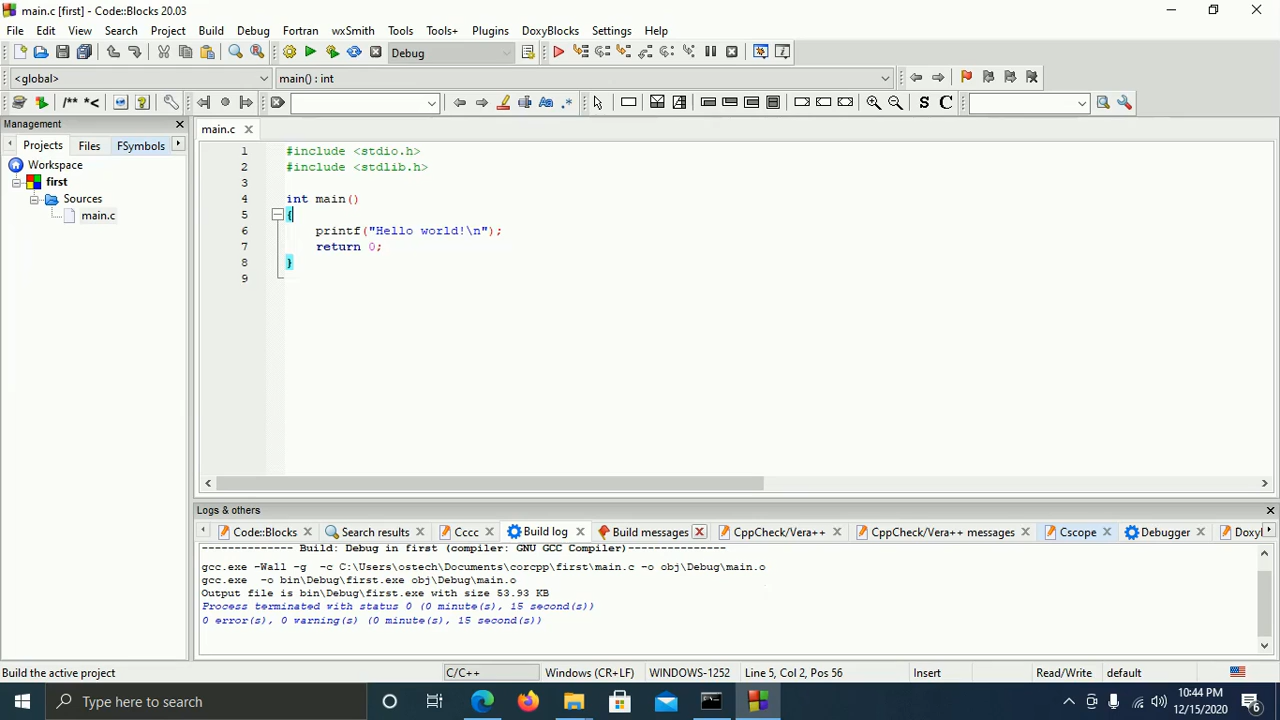 main.c [first] - Code::Blocks 20.03
File Edit View Search Project Build Debug Fortran wxSmith Tools Tools+ Plugins DoxyBlocks Settings Help
Debug
<global> main() : int
/** *< S C
Management
Projects Files FSymbols
Workspace
first
Sources
main.c
main.c
1 #include <stdio.h>
2 #include <stdlib.h>
3
4 int main()
5 {
6 printf("Hello world!\n");
7 return 0;
8 }
9
Logs & others
Code::Blocks Search results Cccc Build log Build messages CppCheck/Vera++ CppCheck/Vera++ messages Cscope Debugger Doxyl
-------------- Build: Debug in first (compiler: GNU GCC Compiler)---------------
gcc.exe -Wall -g -c C:\Users\ostech\Documents\corcpp\first\main.c -o obj\Debug\main.o
gcc.exe -o bin\Debug\first.exe obj\Debug\main.o
Output file is bin\Debug\first.exe with size 53.93 KB
Process terminated with status 0 (0 minute(s), 15 second(s))
0 error(s), 0 warning(s) (0 minute(s), 15 second(s))
Build the active project C/C++ Windows (CR+LF) WINDOWS-1252 Line 5, Col 2, Pos 56 Insert Read/Write default
Type here to search
10:44 PM
12/15/2020
6